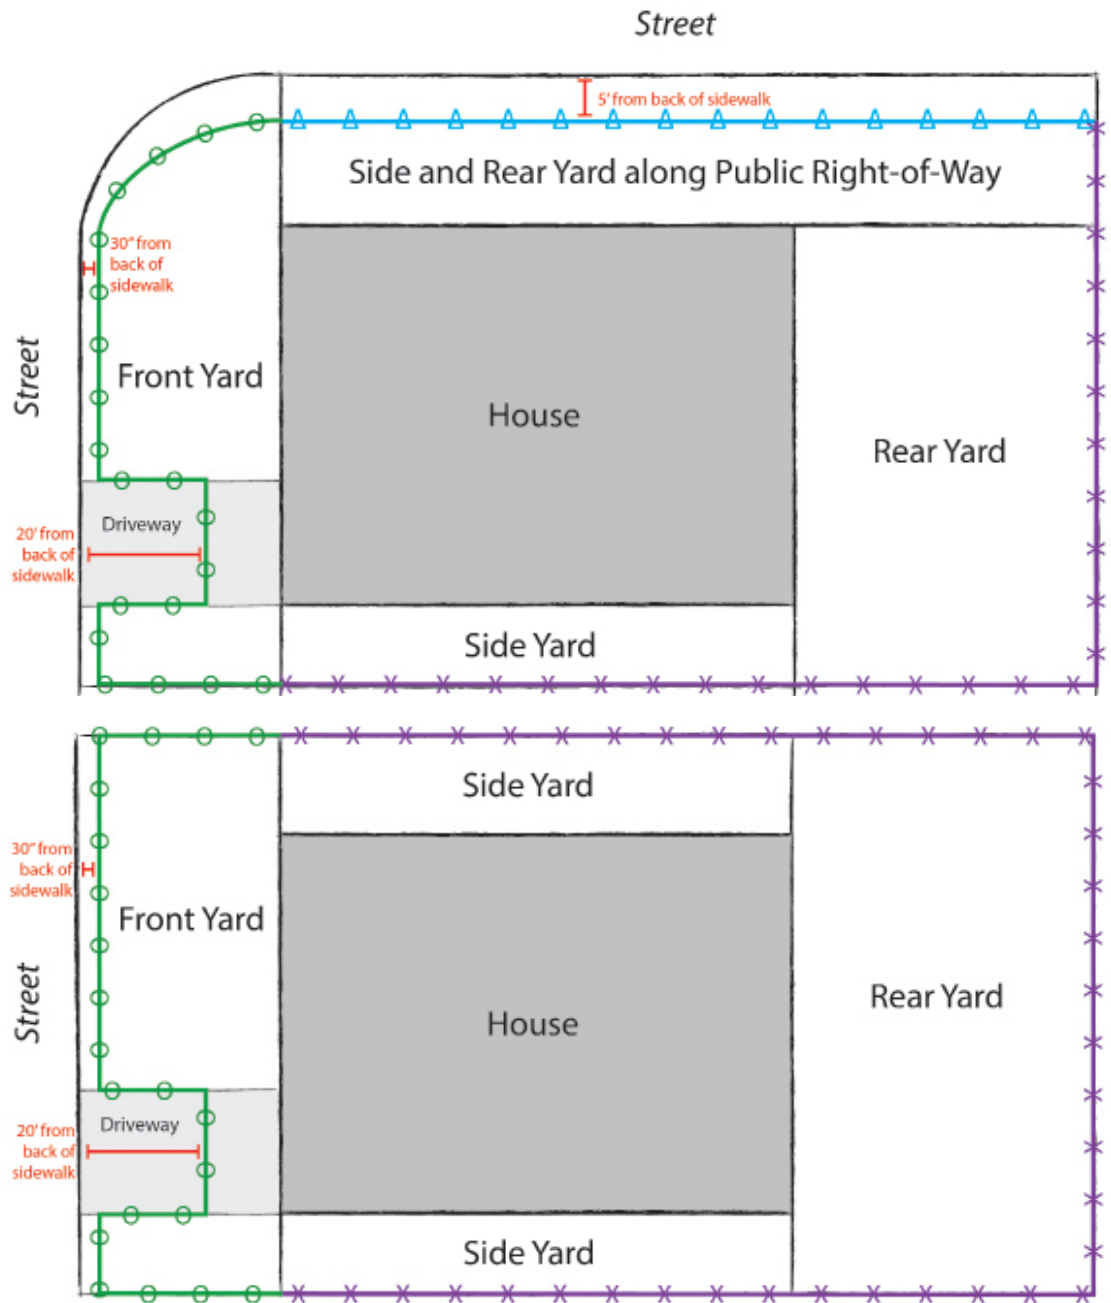 Street
5' from back of sidewalk
Side and Rear Yard along Public Right-of-Way
30" from
back of
sidewalk
Street
Front Yard
House
Rear Yard
Driveway
20' from
back of
sidewalk
Side Yard
Side Yard
30" from
back of
sidewalk
Front Yard
Street
House
Rear Yard
Driveway
20' from
back of
sidewalk
Side Yard